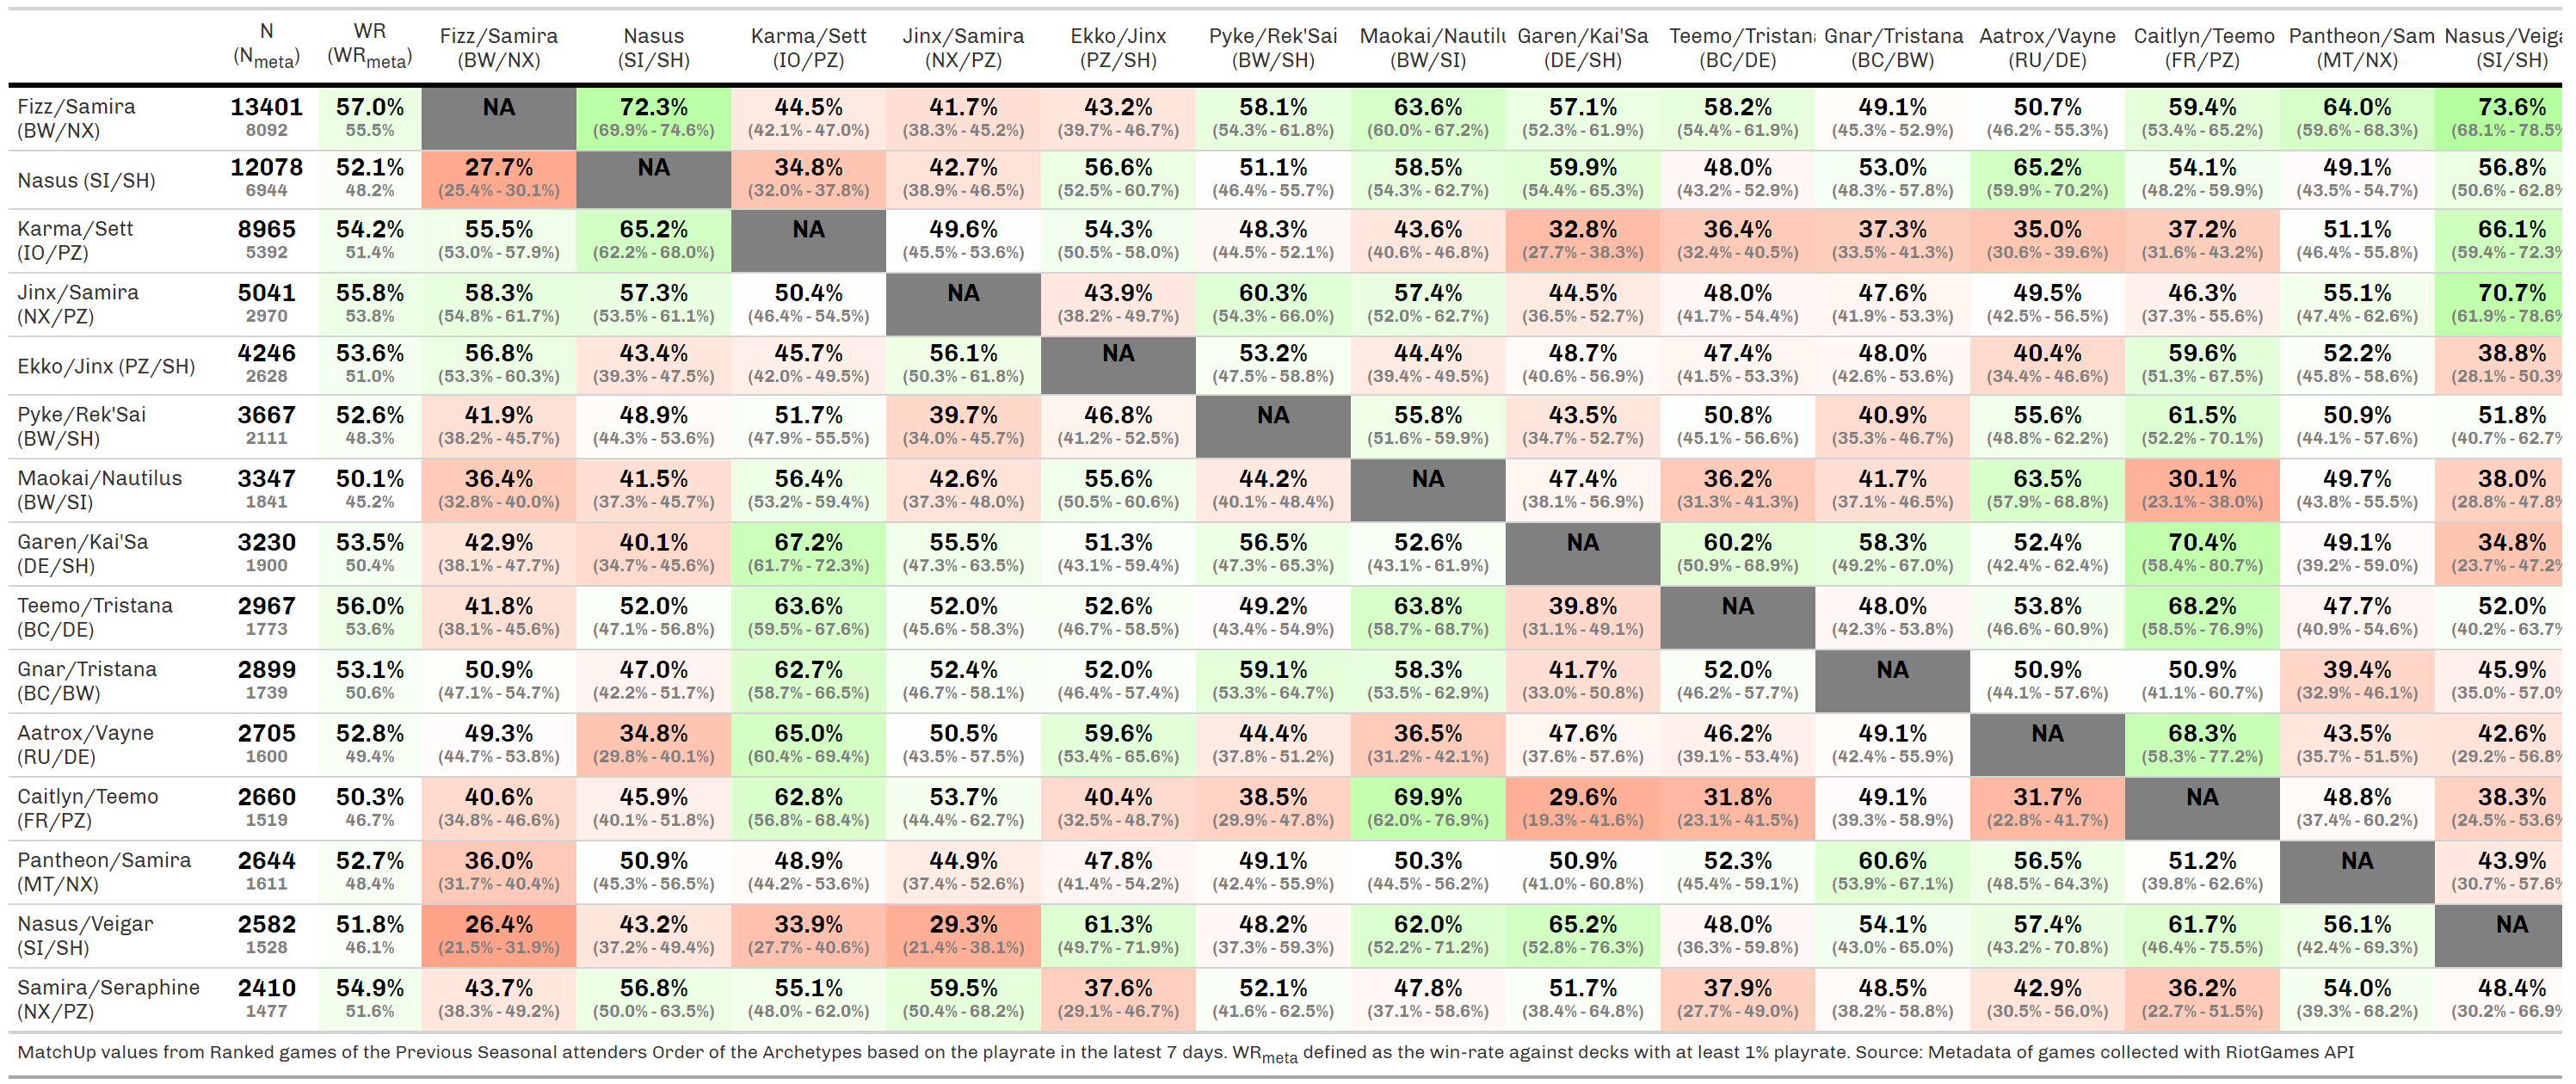 N WR Fizz/Samira Nasus Karma/Sett Jinx/Samira Ekko/Jinx Pyke/Rek'Sai Maokai/Nautilu Garen/Kai'Sa Teemo/Tristana Gnar/Tristana Aatrox/Vayne Caitlyn/Teemo Pantheon/Sam Nasus/Veiga
(Nmeta) (WRmeta) (BW/NX) (SI/SH) (IO/PZ) (NX/PZ) (PZ/SH) (BW/SH) (BW/SI) (DE/SH) (BC/DE) (BC/BW) (RU/DE) (FR/PZ) (MT/NX) (SI/SH)
Fizz/Samira 13401 57.0% NA 72.3% 44.5% 41.7% 43.2% 58.1% 63.6% 57.1% 58.2% 49.1% 50.7% 59.4% 64.0% 73.6%
(BW/NX) 8092 55.5% (69.9% - 74.6%) (42.1% - 47.0%) (38.3% - 45.2%) (39.7% - 46.7%) (54.3% - 61.8%) (60.0% - 67.2%) (52.3% - 61.9%) (54.4% - 61.9%) (45.3% - 52.9%) (46.2% - 55.3%) (53.4% - 65.2%) (59.6% - 68.3%) (68.1% - 78.5%
Nasus (SI/SH) 12078 52.1% 27.7% NA 34.8% 42.7% 56.6% 51.1% 58.5% 59.9% 48.0% 53.0% 65.2% 54.1% 49.1% 56.8%
6944 48.2% (25.4% - 30.1%) (32.0% - 37.8%) (38.9% - 46.5%) (52.5% - 60.7%) (46.4% - 55.7%) (54.3% - 62.7%) (54.4% - 65.3%) (43.2% - 52.9%) (48.3% - 57.8%) (59.9% - 70.2%) (48.2% - 59.9%) (43.5% - 54.7%) (50.6% - 62.8%
Karma/Sett 8965 54.2% 55.5% 65.2% NA 49.6% 54.3% 48.3% 43.6% 32.8% 36.4% 37.3% 35.0% 37.2% 51.1% 66.1%
(IO/PZ) 5392 51.4% (53.0% - 57.9%) (62.2% - 68.0%) (45.5% - 53.6%) (50.5% - 58.0%) (44.5% - 52.1%) (40.6% - 46.8%) (27.7% - 38.3%) (32.4% - 40.5%) (33.5% - 41.3%) (30.6% - 39.6%) (31.6% - 43.2%) (46.4% - 55.8%) (59.4% - 72.3%
Jinx/Samira 5041 55.8% 58.3% 57.3% 50.4% NA 43.9% 60.3% 57.4% 44.5% 48.0% 47.6% 49.5% 46.3% 55.1% 70.7%
(NX/PZ) 2970 53.8% (54.8% - 61.7%) (53.5% - 61.1%) (46.4% - 54.5%) (38.2% - 49.7%) (54.3% - 66.0%) (52.0% - 62.7%) (36.5% - 52.7%) (41.7% - 54.4%) (41.9% - 53.3%) (42.5% - 56.5%) (37.3% - 55.6%) (47.4% - 62.6%) (61.9% - 78.6%
Ekko/Jinx (PZ/SH) 4246 53.6% 56.8% 43.4% 45.7% 56.1% NA 53.2% 44.4% 48.7% 47.4% 48.0% 40.4% 59.6% 52.2% 38.8%
2628 51.0% (53.3% - 60.3%) (39.3% - 47.5%) (42.0% - 49.5%) (50.3% - 61.8%) (47.5% - 58.8%) (39.4% - 49.5%) (40.6% - 56.9%) (41.5% - 53.3%) (42.6% - 53.6%) (34.4% - 46.6%) (51.3% - 67.5%) (45.8% - 58.6%) (28.1% - 50.3%
Pyke/Rek'Sai 3667 52.6% 41.9% 48.9% 51.7% 39.7% 46.8% NA 55.8% 43.5% 50.8% 40.9% 55.6% 61.5% 50.9% 51.8%
(BW/SH) 2111 48.3% (38.2% - 45.7%) (44.3% - 53.6%) (47.9% - 55.5%) (34.0% - 45.7%) (41.2% - 52.5%) (51.6% - 59.9%) (34.7% - 52.7%) (45.1% - 56.6%) (35.3% - 46.7%) (48.8% - 62.2%) (52.2% - 70.1%) (44.1% - 57.6%) (40.7% - 62.7%
Maokai/Nautilus 3347 50.1% 36.4% 41.5% 56.4% 42.6% 55.6% 44.2% NA 47.4% 36.2% 41.7% 63.5% 30.1% 49.7% 38.0%
(BW/SI) 1841 45.2% (32.8% - 40.0%) (37.3% - 45.7%) (53.2% - 59.4%) (37.3% - 48.0%) (50.5% - 60.6%) (40.1% - 48.4%) (38.1% - 56.9%) (31.3% - 41.3%) (37.1% - 46.5%) (57.9% - 68.8%) (23.1% - 38.0%) (43.8% - 55.5%) (28.8% - 47.8%
Garen/Kai'Sa 3230 53.5% 42.9% 40.1% 67.2% 55.5% 51.3% 56.5% 52.6% NA 60.2% 58.3% 52.4% 70.4% 49.1% 34.8%
(DE/SH) 1900 50.4% (38.1% - 47.7%) (34.7% - 45.6%) (61.7% - 72.3%) (47.3% - 63.5%) (43.1% - 59.4%) (47.3% - 65.3%) (43.1% - 61.9%) (50.9% - 68.9%) (49.2% - 67.0%) (42.4% - 62.4%) (58.4% - 80.7%) (39.2% - 59.0%) (23.7% - 47.2%
Teemo/Tristana 2967 56.0% 41.8% 52.0% 63.6% 52.0% 52.6% 49.2% 63.8% 39.8% NA 48.0% 53.8% 68.2% 47.7% 52.0%
(BC/DE) 1773 53.6% (38.1% - 45.6%) (47.1% - 56.8%) (59.5% - 67.6%) (45.6% - 58.3%) (46.7% - 58.5%) (43.4% - 54.9%) (58.7% - 68.7%) (31.1% - 49.1%) (42.3% - 53.8%) (46.6% - 60.9%) (58.5% - 76.9%) (40.9% - 54.6%) (40.2% - 63.7%
Gnar/Tristana 2899 53.1% 50.9% 47.0% 62.7% 52.4% 52.0% 59.1% 58.3% 41.7% 52.0% NA 50.9% 50.9% 39.4% 45.9%
(BC/BW) 1739 50.6% (47.1% - 54.7%) (42.2% - 51.7%) (58.7% - 66.5%) (46.7% - 58.1%) (46.4% - 57.4%) (53.3% - 64.7%) (53.5% - 62.9%) (33.0% - 50.8%) (46.2% - 57.7%) (44.1% - 57.6%) (41.1% - 60.7%) (32.9% - 46.1%) (35.0% - 57.0%
Aatrox/Vayne 2705 52.8% 49.3% 34.8% 65.0% 50.5% 59.6% 44.4% 36.5% 47.6% 46.2% 49.1% NA 68.3% 43.5% 42.6%
(RU/DE) 1600 49.4% (44.7% - 53.8%) (29.8% - 40.1%) (60.4% - 69.4%) (43.5% - 57.5%) (53.4% - 65.6%) (37.8% - 51.2%) (31.2% - 42.1%) (37.6% - 57.6%) (39.1% - 53.4%) (42.4% - 55.9%) (58.3% - 77.2%) (35.7% - 51.5%) (29.2% - 56.8%
Caitlyn/Teemo 2660 50.3% 40.6% 45.9% 62.8% 53.7% 40.4% 38.5% 69.9% 29.6% 31.8% 49.1% 31.7% NA 48.8% 38.3%
(FR/PZ) 1519 46.7% (34.8% - 46.6%) (40.1% - 51.8%) (56.8% - 68.4%) (44.4% - 62.7%) (32.5% - 48.7%) (29.9% - 47.8%) (62.0% - 76.9%) (19.3% - 41.6%) (23.1% - 41.5%) (39.3% - 58.9%) (22.8% - 41.7%) (37.4% - 60.2%) (24.5% - 53.6%
Pantheon/Samira 2644 52.7% 36.0% 50.9% 48.9% 44.9% 47.8% 49.1% 50.3% 50.9% 52.3% 60.6% 56.5% 51.2% NA 43.9%
(MT/NX) 1611 48.4% (31.7% - 40.4%) (45.3% - 56.5%) (44.2% - 53.6%) (37.4% - 52.6%) (41.4% - 54.2%) (42.4% - 55.9%) (44.5% - 56.2%) (41.0% - 60.8%) (45.4% - 59.1%) (53.9% - 67.1%) (48.5% - 64.3%) (39.8% - 62.6%) (30.7% - 57.6%
Nasus/Veigar 2582 51.8% 26.4% 43.2% 33.9% 29.3% 61.3% 48.2% 62.0% 65.2% 48.0% 54.1% 57.4% 61.7% 56.1% NA
(SI/SH) 1528 46.1% (21.5% - 31.9%) (37.2% - 49.4%) (27.7% - 40.6%) (21.4% - 38.1%) (49.7% - 71.9%) (37.3% - 59.3%) (52.2% - 71.2%) (52.8% - 76.3%) (36.3% - 59.8%) (43.0% - 65.0%) (43.2% - 70.8%) (46.4% - 75.5%) (42.4% - 69.3%)
Samira/Seraphine 2410 54.9% 43.7% 56.8% 55.1% 59.5% 37.6% 52.1% 47.8% 51.7% 37.9% 48.5% 42.9% 36.2% 54.0% 48.4%
(NX/PZ) 1477 51.6% (38.3% - 49.2%) (50.0% - 63.5%) (48.0% - 62.0%) (50.4% - 68.2%) (29.1% - 46.7%) (41.6% - 62.5%) (37.1% - 58.6%) (38.4% - 64.8%) (27.7% - 49.0%) (38.2% - 58.8%) (30.5% - 56.0%) (22.7% - 51.5%) (39.3% - 68.2%) (30.2% - 66.9%
MatchUp values from Ranked games of the Previous Seasonal attenders Order of the Archetypes based on the playrate in the latest 7 days. WRmeta defined as the win-rate against decks with at least 1% playrate. Source: Metadata of games collected with RiotGames API